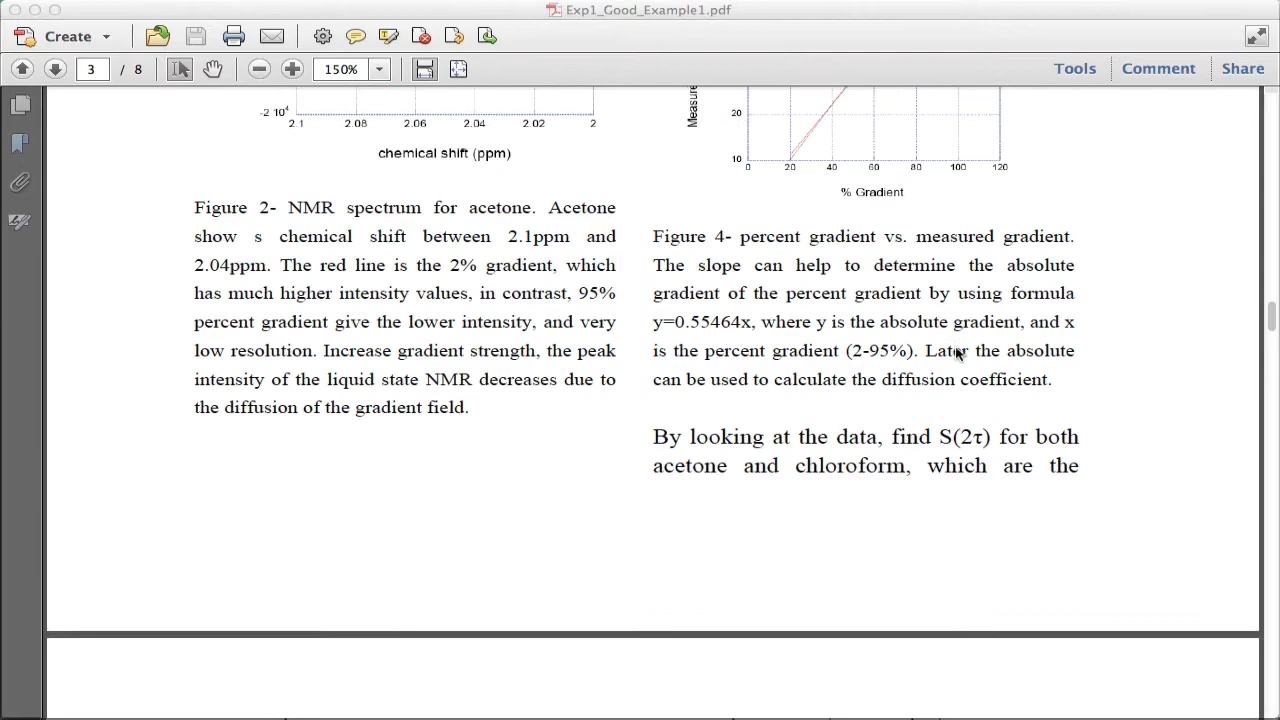 Exp1_Good_Example1.pdf
Create
3 / 8
150%
Tools Comment Share
-2 10⁴
2.1 2.08 2.06 2.04 2.02 2
chemical shift (ppm)
Figure 2- NMR spectrum for acetone. Acetone
show s chemical shift between 2.1ppm and
2.04ppm. The red line is the 2% gradient, which
has much higher intensity values, in contrast, 95%
percent gradient give the lower intensity, and very
low resolution. Increase gradient strength, the peak
intensity of the liquid state NMR decreases due to
the diffusion of the gradient field.
Measure
20
10
0 20 40 60 80 100 120
% Gradient
Figure 4- percent gradient vs. measured gradient.
The slope can help to determine the absolute
gradient of the percent gradient by using formula
y=0.55464x, where y is the absolute gradient, and x
is the percent gradient (2-95%). Later the absolute
can be used to calculate the diffusion coefficient.
By looking at the data, find S(2τ) for both
acetone and chloroform, which are the